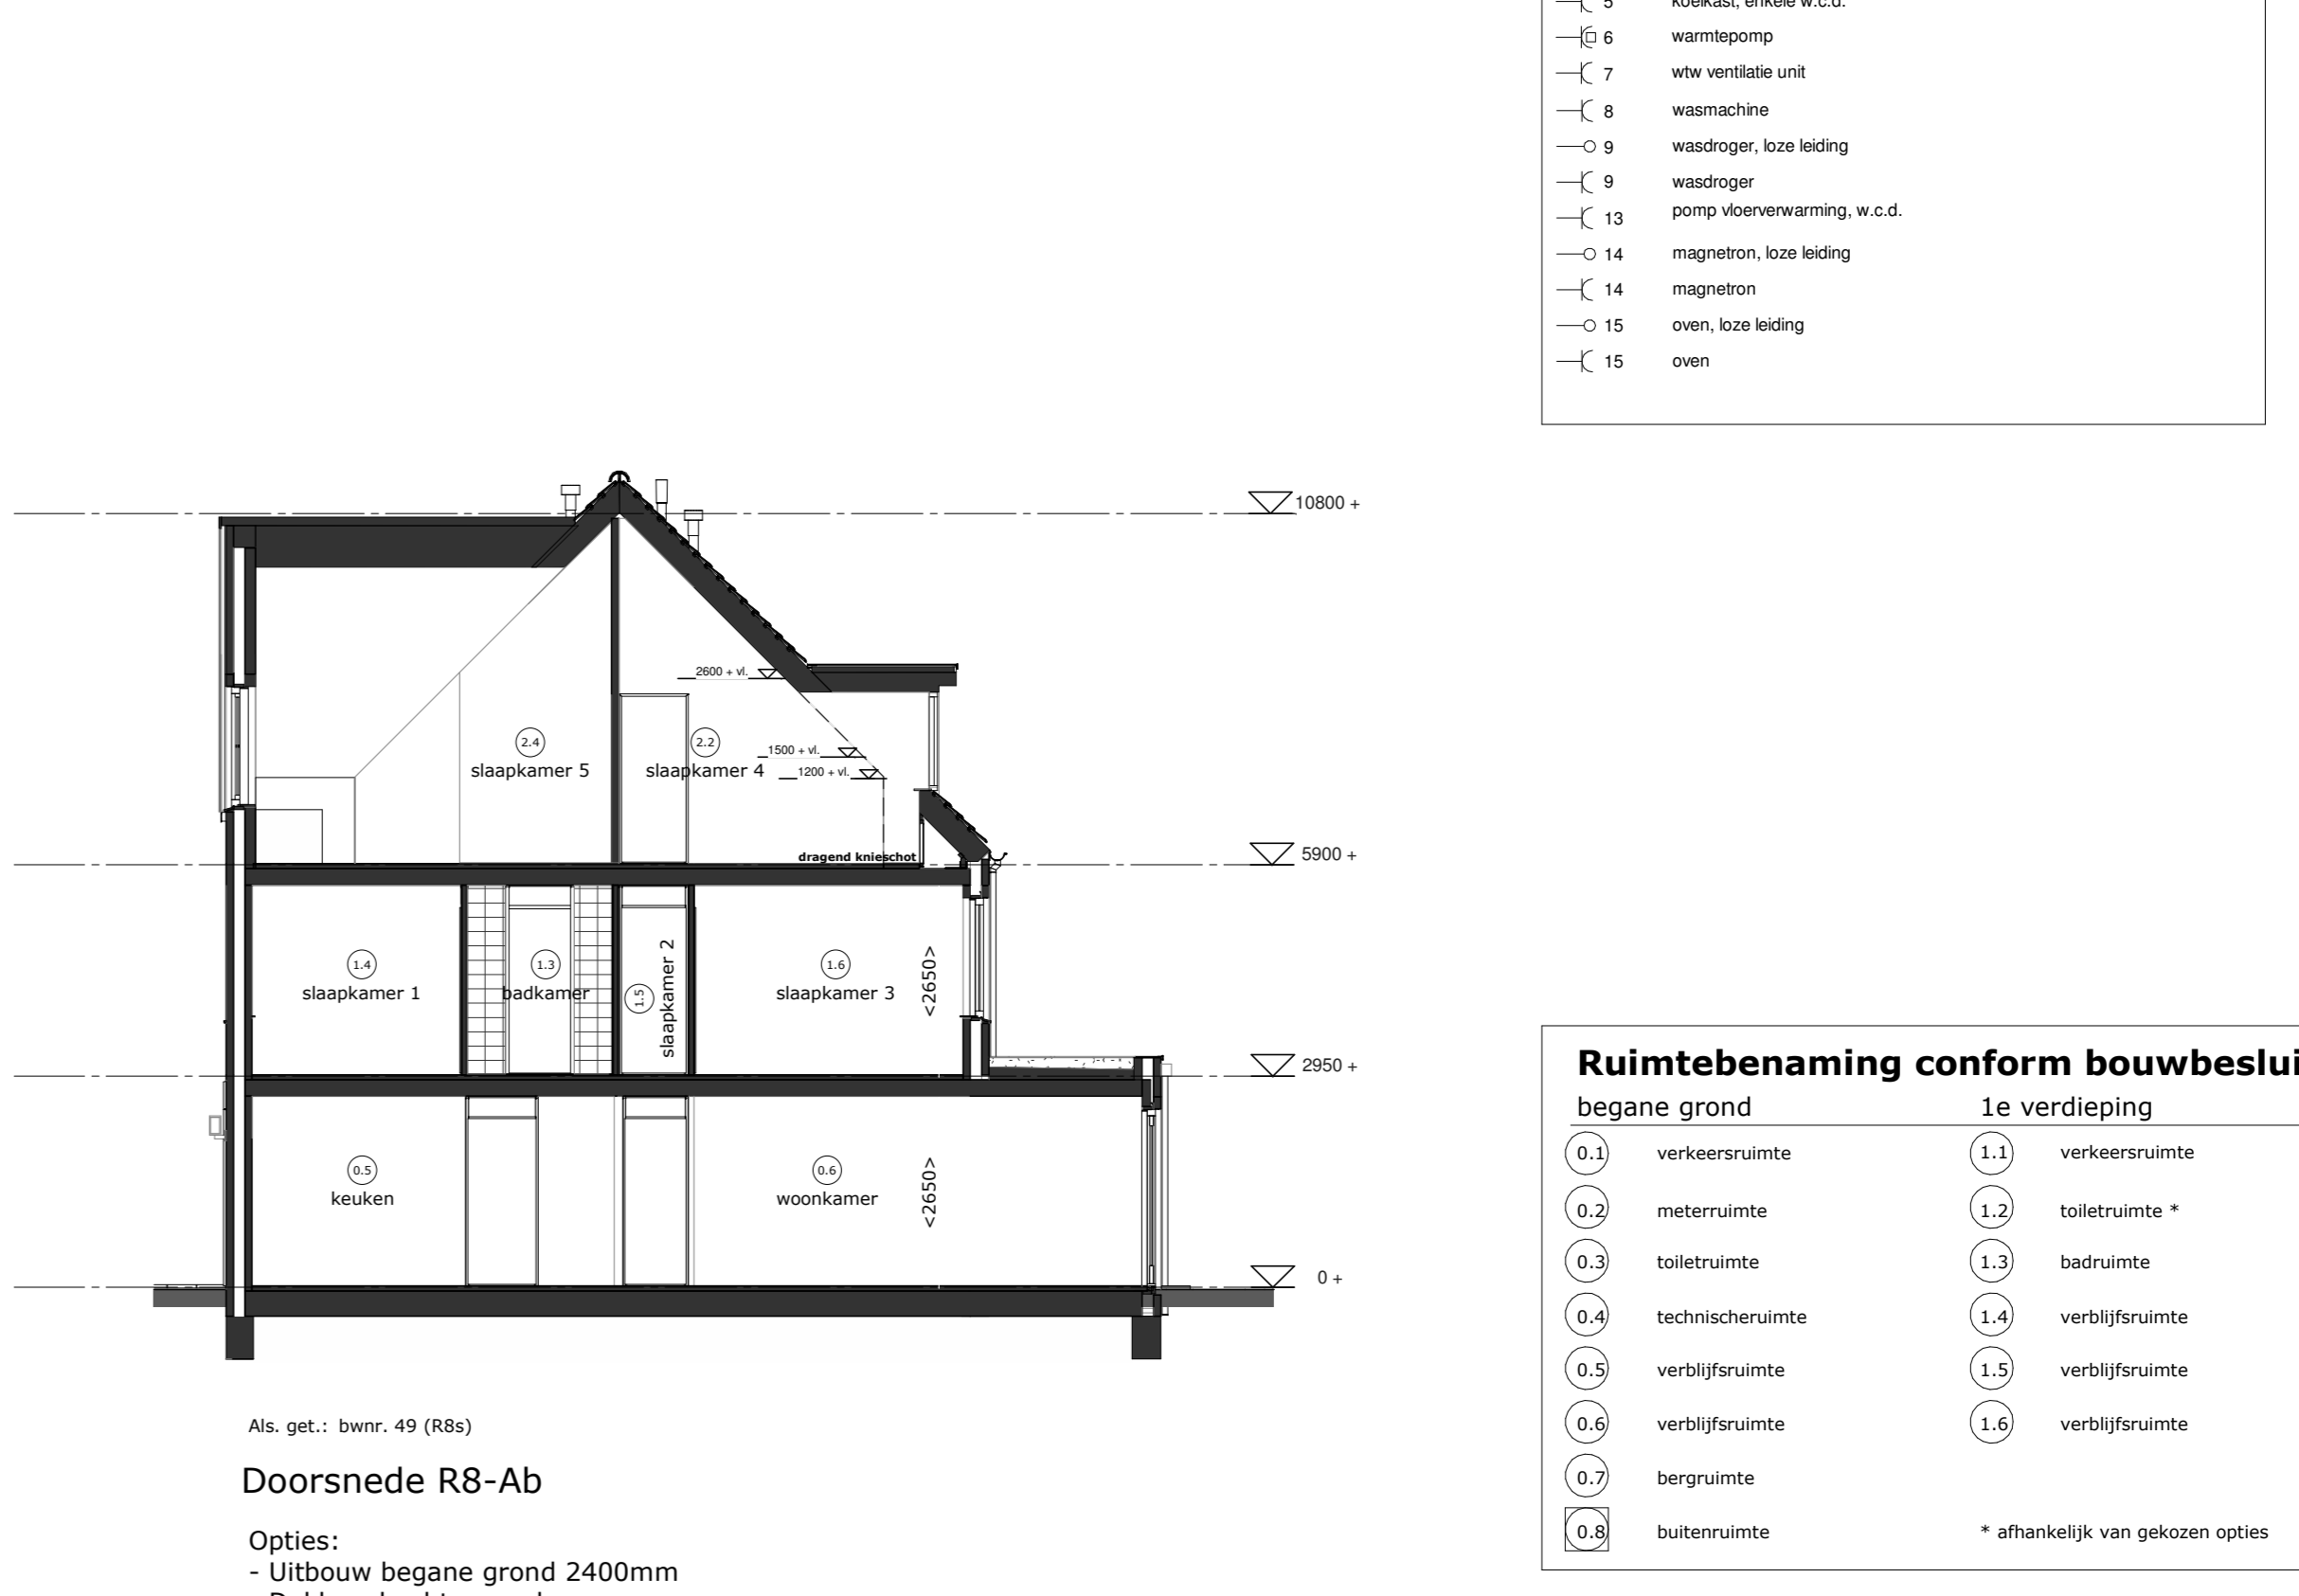 5 koelkast, enkele w.c.d.
6 warmtepomp
7 wtw ventilatie unit
8 wasmachine
9 wasdroger, loze leiding
9 wasdroger
13 pomp vloerverwarming, w.c.d.
14 magnetron, loze leiding
14 magnetron
15 oven, loze leiding
15 oven
10800 +
2600 + vl.
2.4
slaapkamer 5
2.2
slaapkamer 4
1500 + vl.
1200 + vl.
dragend knieschot
5900 +
1.4
slaapkamer 1
1.3
badkamer
1.5
slaapkamer 2
1.6
slaapkamer 3
<2650>
2950 +
0.5
keuken
0.6
woonkamer
<2650>
0 +
Als. get.: bwnr. 49 (R8s)
Doorsnede R8-Ab
Opties:
- Uitbouw begane grond 2400mm
Ruimtebenaming conform bouwbeslui
begane grond 1e verdieping
0.1 verkeersruimte 1.1 verkeersruimte
0.2 meterruimte 1.2 toiletruimte *
0.3 toiletruimte 1.3 badruimte
0.4 technischeruimte 1.4 verblijfsruimte
0.5 verblijfsruimte 1.5 verblijfsruimte
0.6 verblijfsruimte 1.6 verblijfsruimte
0.7 bergruimte
0.8 buitenruimte * afhankelijk van gekozen opties